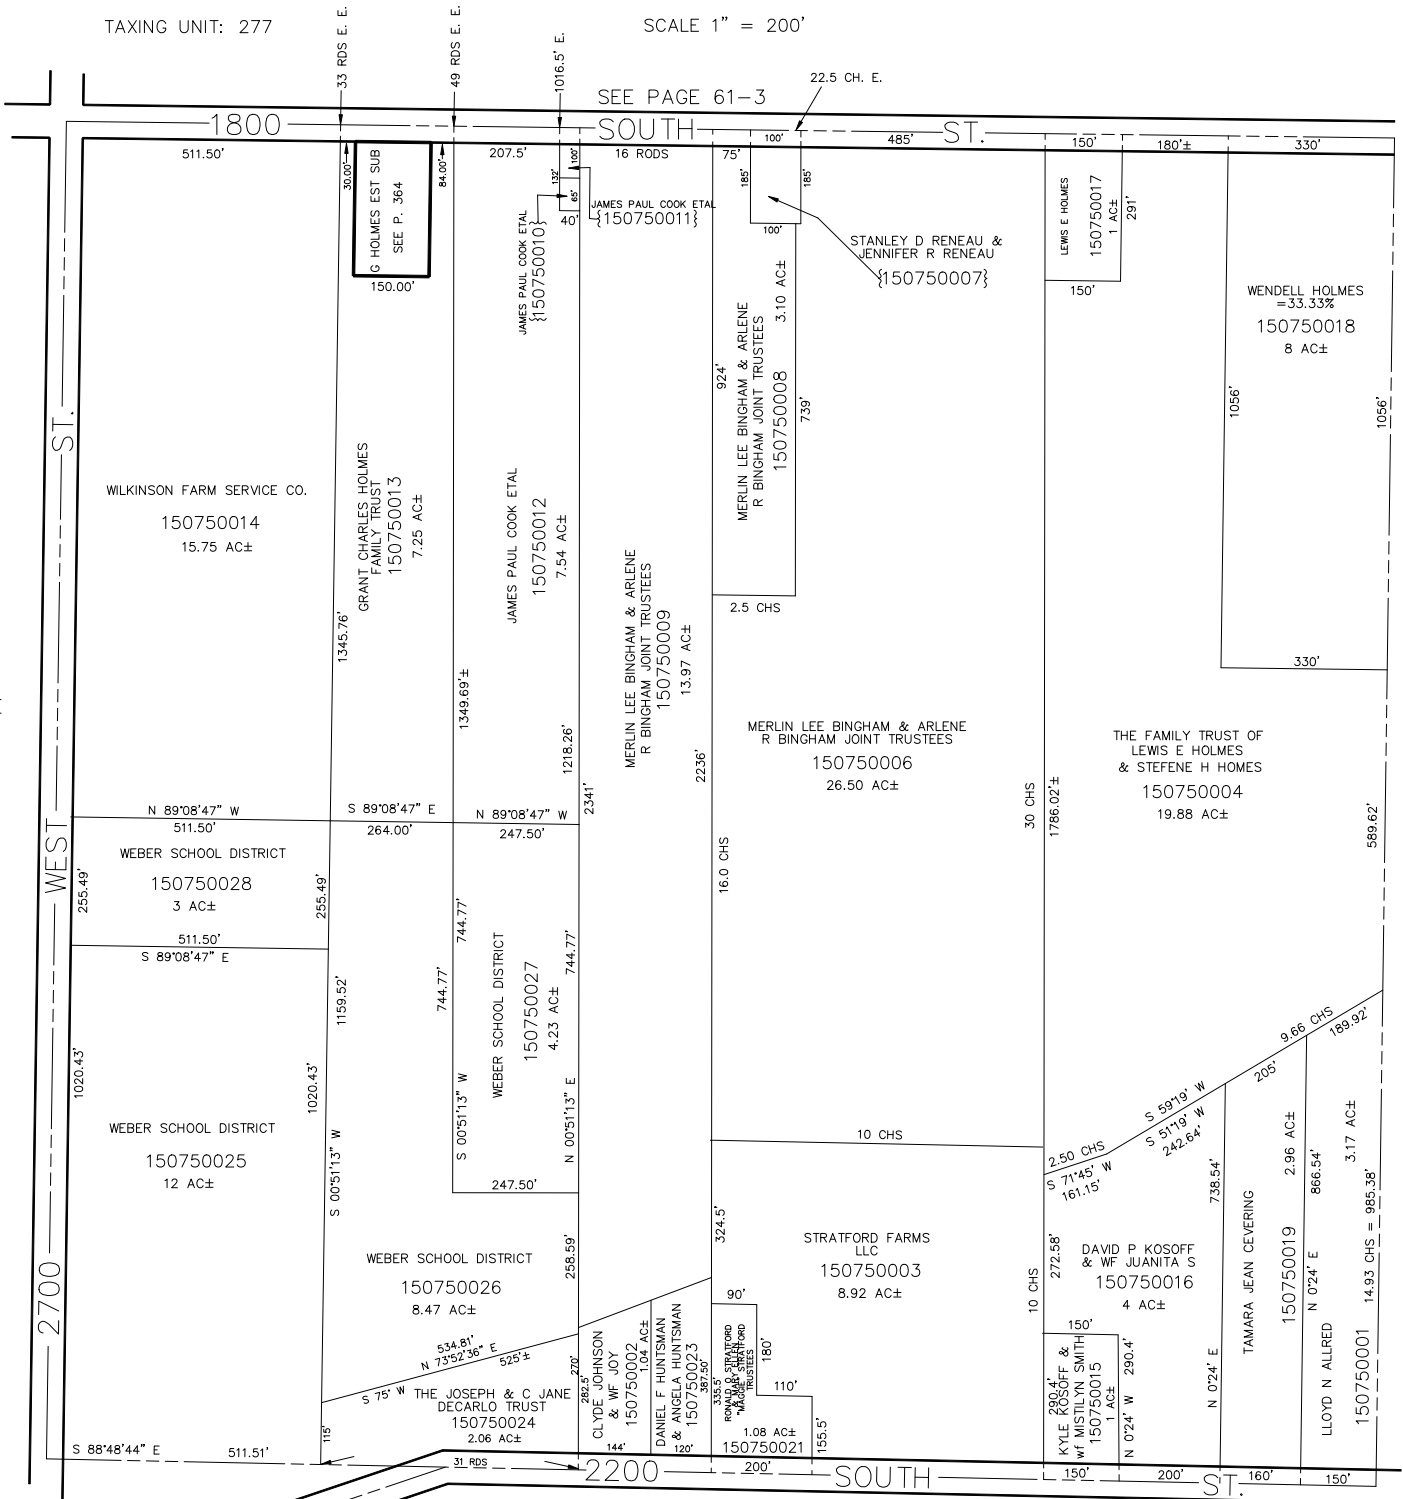 TAXING UNIT: 277
SCALE 1" = 200'
33 RDS E. E.
49 RDS E. E.
1016.5' E.
22.5 CH. E.
SEE PAGE 61-3
1800
SOUTH
ST.
511.50'
30.00'
84.00'
207.5'
100'
16 RODS
75'
100'
485'
150'
180'±
330'
G HOLMES EST SUB
SEE P. 364
150.00'
132'
65'
40'
JAMES PAUL COOK ETAL
{150750011}
JAMES PAUL COOK ETAL
{150750010}
185'
185'
100'
STANLEY D RENEAU &
JENNIFER R RENEAU
{150750007}
LEWIS E HOLMES
150750017
1 AC±
291'
150'
WENDELL HOLMES
=33.33%
150750018
8 AC±
1056'
1056'
330'
MERLIN LEE BINGHAM & ARLENE
R BINGHAM JOINT TRUSTEES
150750008
3.10 AC±
924'
739'
2.5 CHS
WILKINSON FARM SERVICE CO.
150750014
15.75 AC±
GRANT CHARLES HOLMES
FAMILY TRUST
150750013
7.25 AC±
1345.76'
1349.69'±
JAMES PAUL COOK ETAL
150750012
7.54 AC±
1218.26'
2341'
MERLIN LEE BINGHAM & ARLENE
R BINGHAM JOINT TRUSTEES
150750009
13.97 AC±
2236'
16.0 CHS
MERLIN LEE BINGHAM & ARLENE
R BINGHAM JOINT TRUSTEES
150750006
26.50 AC±
30 CHS
1786.02'±
THE FAMILY TRUST OF
LEWIS E HOLMES
& STEFENE H HOMES
150750004
19.88 AC±
589.62'
WEST
ST.
2700
N 89°08'47" W
511.50'
S 89°08'47" E
264.00'
N 89°08'47" W
247.50'
WEBER SCHOOL DISTRICT
150750028
3 AC±
255.49'
255.49'
511.50'
S 89°08'47" E
1020.43'
1020.43'
1159.52'
S 00°51'13" W
WEBER SCHOOL DISTRICT
150750025
12 AC±
744.77'
744.77'
744.77'
WEBER SCHOOL DISTRICT
150750027
4.23 AC±
S 00°51'13" W
N 00°51'13" E
247.50'
258.59'
WEBER SCHOOL DISTRICT
150750026
8.47 AC±
534.81'
N 73°52'36" E
525'±
S 75° W
THE JOSEPH & C JANE
DECARLO TRUST
150750024
2.06 AC±
115'
S 88°48'44" E
511.51'
31 RDS
270'
282.5'
CLYDE JOHNSON
& WF JOY
150750002
1.04 AC±
144'
DANIEL F HUNTSMAN
& ANGELA HUNTSMAN
150750023
387.50'
120'
324.5'
10 CHS
STRATFORD FARMS
LLC
150750003
8.92 AC±
10 CHS
90'
180'
110'
335.5'
RONALD O STRATFORD
& MARY ELLEN
"MAGGIE" STRATFORD
TRUSTEES
1.08 AC±
150750021
155.5'
200'
2.50 CHS
S 71°45' W
161.15'
S 59°19' W
S 51°19' W
242.64'
9.66 CHS
205'
189.92'
272.58'
DAVID P KOSOFF
& WF JUANITA S
150750016
4 AC±
150'
290.4'
290.4'
KYLE KOSOFF &
wf MISTILYN SMITH
150750015
1 AC±
N 0°24' W
738.54'
N 0°24' E
TAMARA JEAN CEVERING
150750019
2.96 AC±
866.54'
N 0°24' E
LLOYD N ALLRED
150750001
3.17 AC±
14.93 CHS = 985.38'
2200
SOUTH
ST.
150'
200'
160'
150'